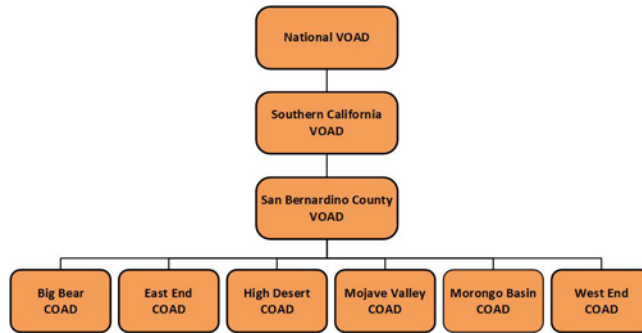 National VOAD
Southern California
VOAD
San Bernardino County
VOAD
Big Bear
COAD
East End
COAD
High Desert
COAD
Mojave Valley
COAD
Morongo Basin
COAD
West End
COAD